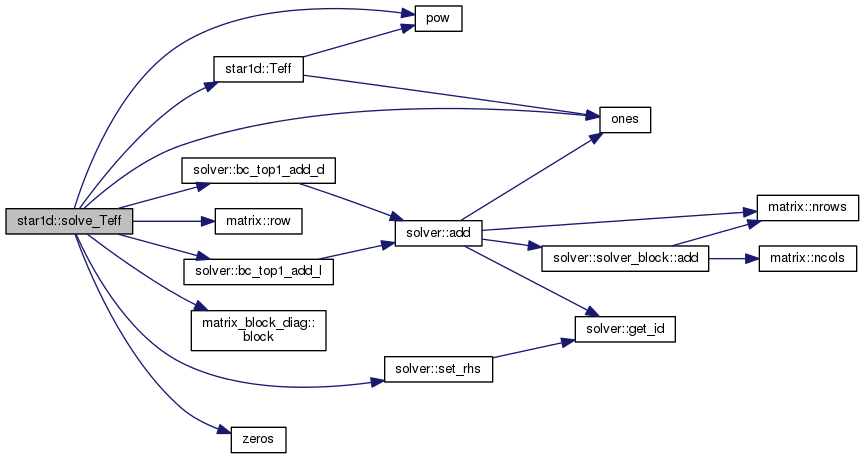 pow
star1d::Teff
ones
solver::bc_top1_add_d
matrix::nrows
star1d::solve_Teff
matrix::row
solver::add
solver::solver_block::add
matrix::ncols
solver::bc_top1_add_l
matrix_block_diag::
block
solver::get_id
solver::set_rhs
zeros